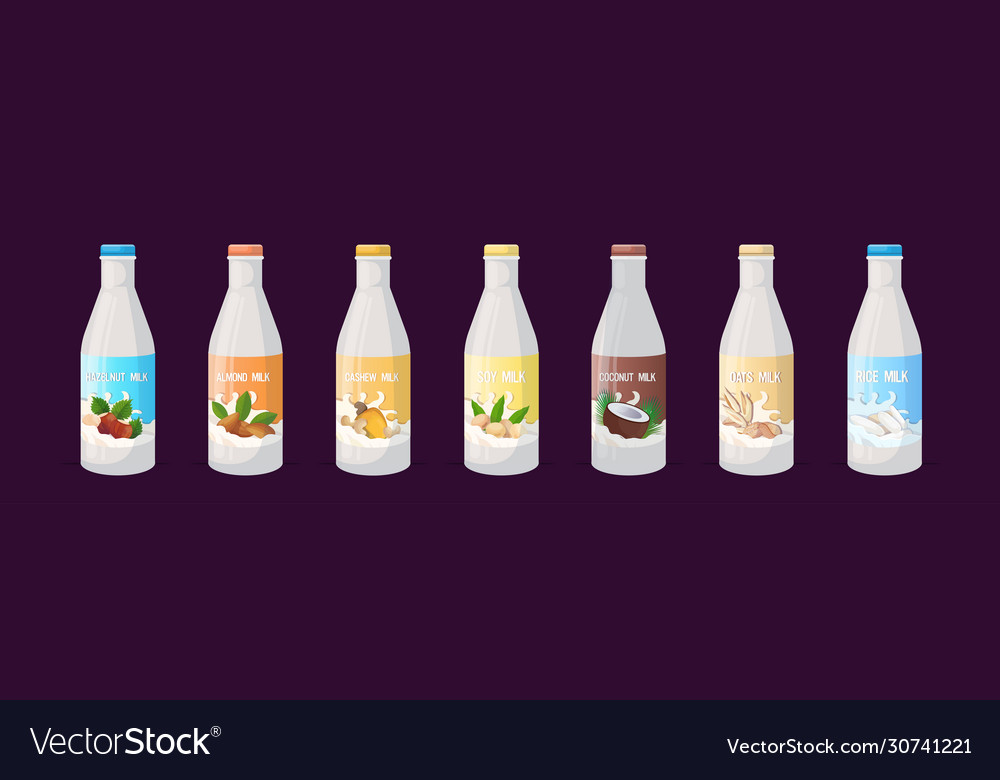 HAZELNUT MILK
ALMOND MILK
CASHEW MILK
SOY MILK
COCONUT MILK
OATS MILK
RICE MILK
VectorStock®
VectorStock.com/30741221